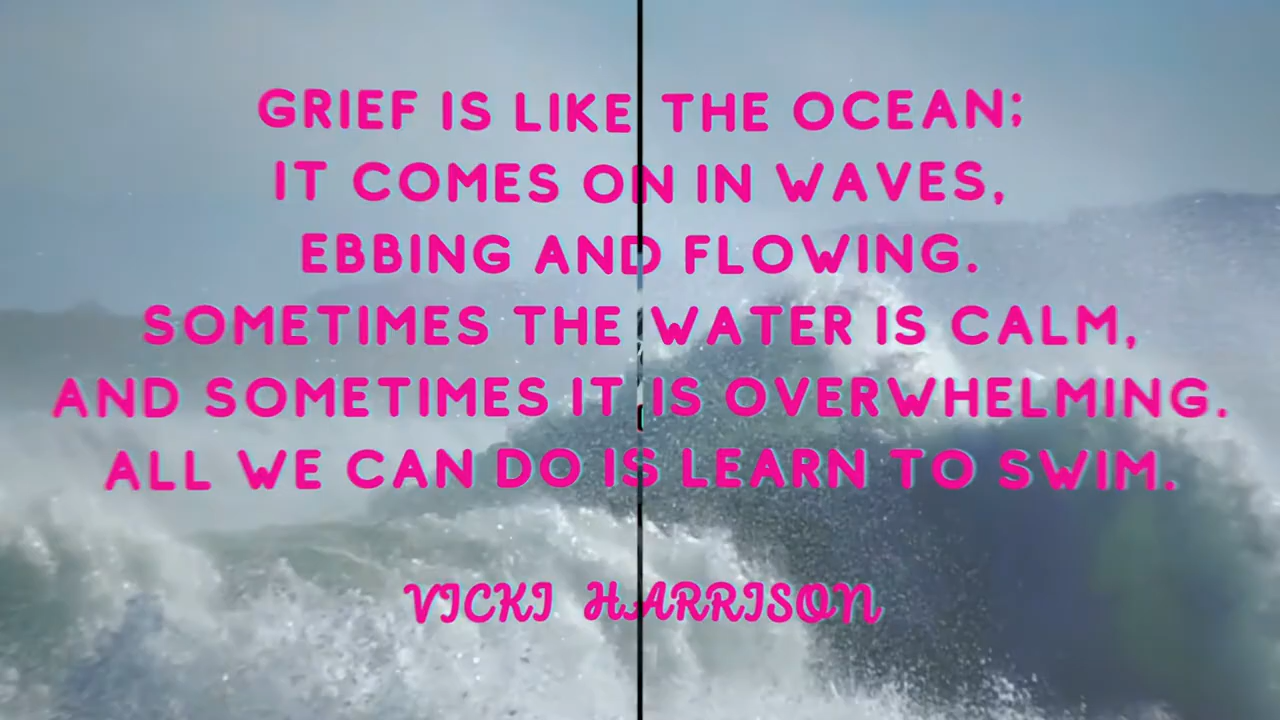 GRIEF IS LIKE THE OCEAN;
IT COMES ON IN WAVES,
EBBING AND FLOWING.
SOMETIMES THE WATER IS CALM,
AND SOMETIMES IT IS OVERWHELMING.
ALL WE CAN DO IS LEARN TO SWIM.
VICKI HARRISON